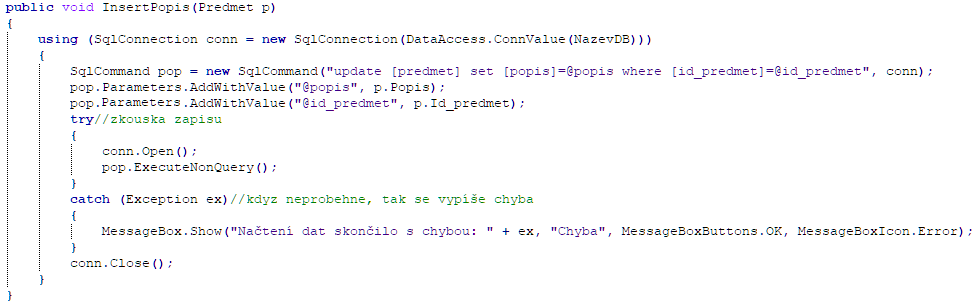 public void InsertPopis(Predmet p)
{
using (SqlConnection conn = new SqlConnection(DataAccess.ConnValue(NazevDB)))
{
SqlCommand pop = new SqlCommand("update [predmet] set [popis]=@popis where [id_predmet]=@id_predmet", conn);
pop.Parameters.AddWithValue("@popis", p.Popis);
pop.Parameters.AddWithValue("@id_predmet", p.Id_predmet);
try//zkouska zapisu
{
conn.Open();
pop.ExecuteNonQuery();
}
catch (Exception ex)//kdyz neprobehne, tak se vypíše chyba
{
MessageBox.Show("Načtení dat skončilo s chybou: " + ex, "Chyba", MessageBoxButtons.OK, MessageBoxIcon.Error);
}
conn.Close();
}
}